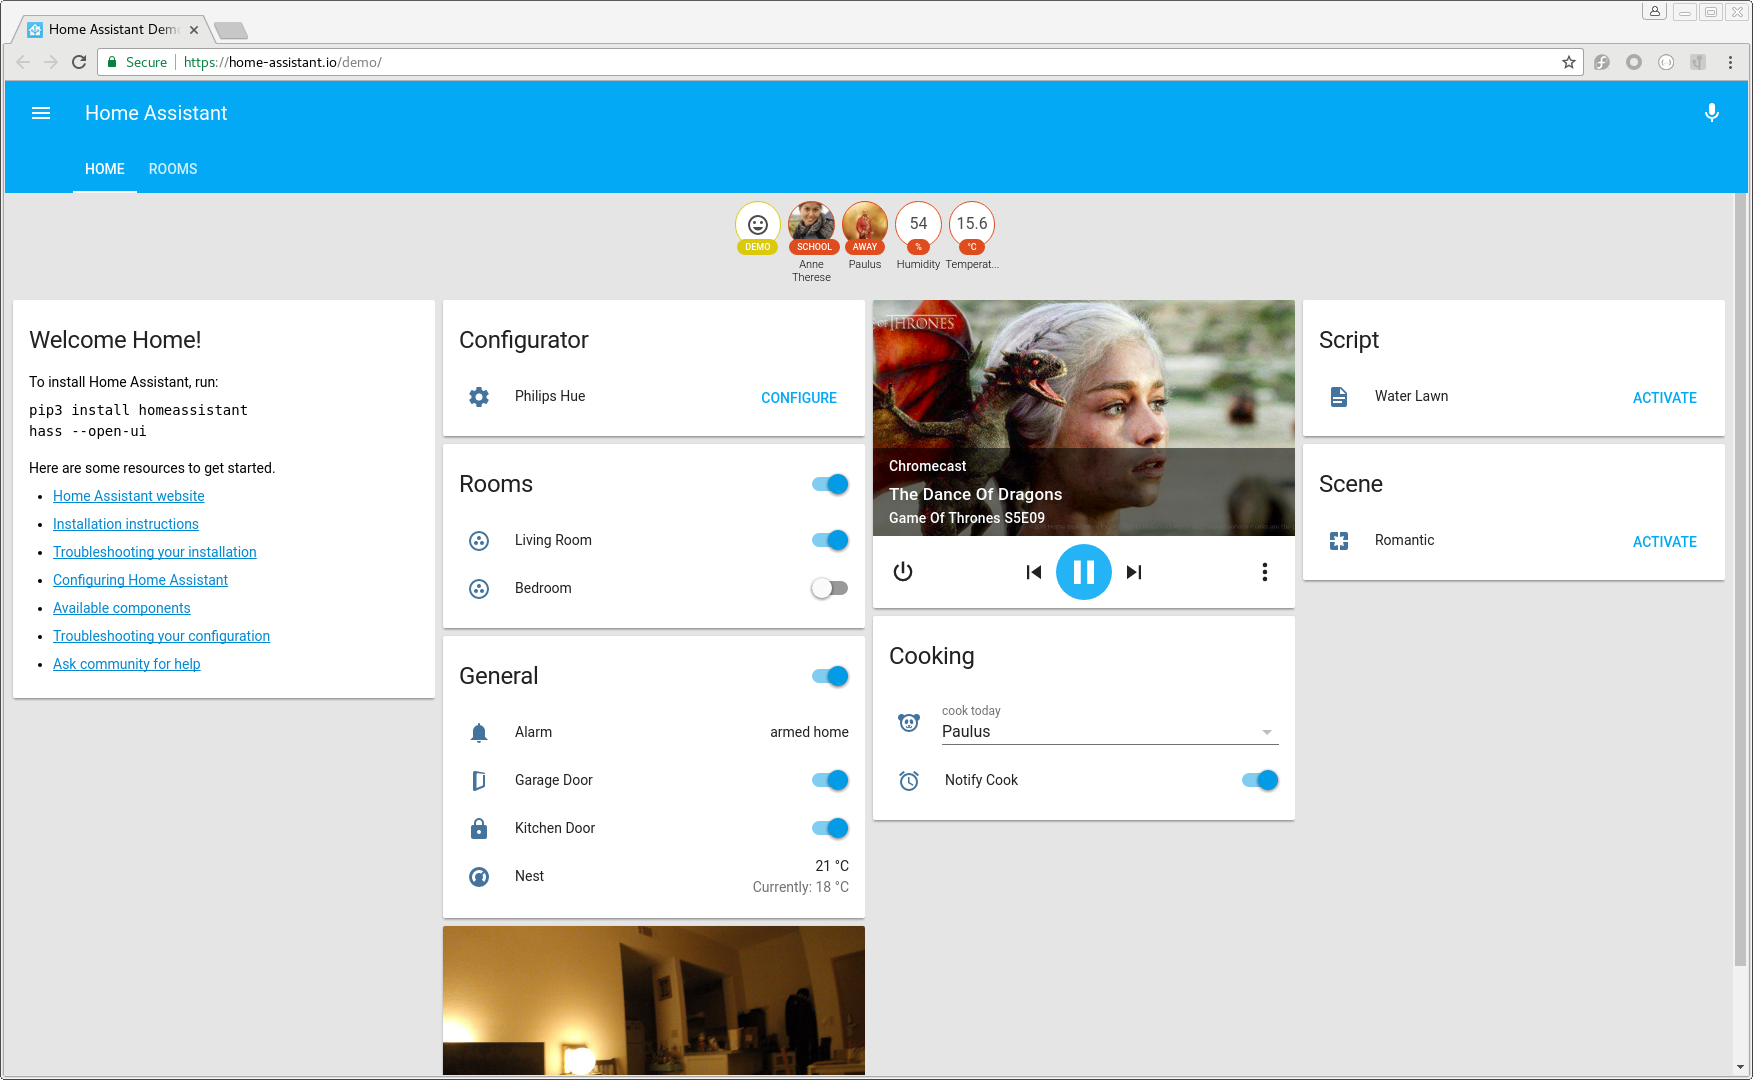 Home Assistant Dem
Secure
https://home-assistant.io/demo/
Home Assistant
HOME
ROOMS
DEMO
SCHOOL
Anne
Therese
AWAY
Paulus
54
%
Humidity
15.6
°C
Temperat...
Welcome Home!
To install Home Assistant, run:
pip3 install homeassistant
hass --open-ui
Here are some resources to get started.
Home Assistant website
Installation instructions
Troubleshooting your installation
Configuring Home Assistant
Available components
Troubleshooting your configuration
Ask community for help
Configurator
Philips Hue
CONFIGURE
Rooms
Living Room
Bedroom
General
Alarm
armed home
Garage Door
Kitchen Door
Nest
21 °C
Currently: 18 °C
OF THRONES
Chromecast
The Dance Of Dragons
Game Of Thrones S5E09
Cooking
cook today
Paulus
Notify Cook
Script
Water Lawn
ACTIVATE
Scene
Romantic
ACTIVATE